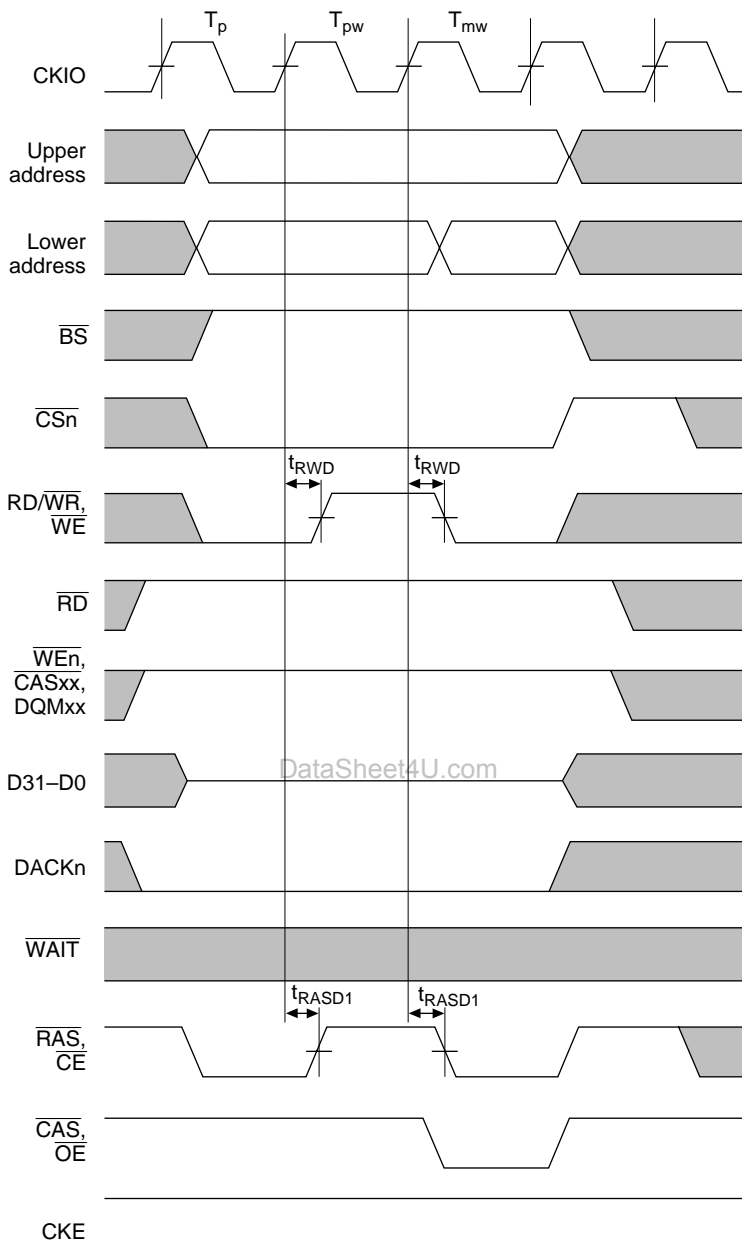 Tp Tpw Tmw
CKIO
Upper
address
Lower
address
BS
CSn
tRWD tRWD
RD/WR,
WE
RD
WEn,
CASxx,
DQMxx
DataSheet4U.com
D31–D0
DACKn
WAIT
tRASD1 tRASD1
RAS,
CE
CAS,
OE
CKE